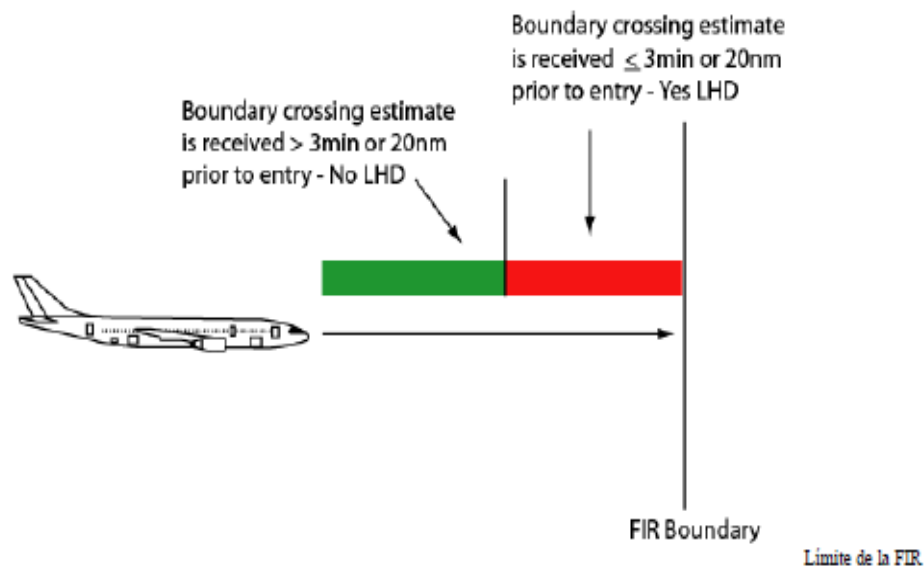 Boundary crossing estimate
is received ≤ 3min or 20nm
prior to entry - Yes LHD
Boundary crossing estimate
is received > 3min or 20nm
prior to entry - No LHD
FIR Boundary
Límite de la FIR